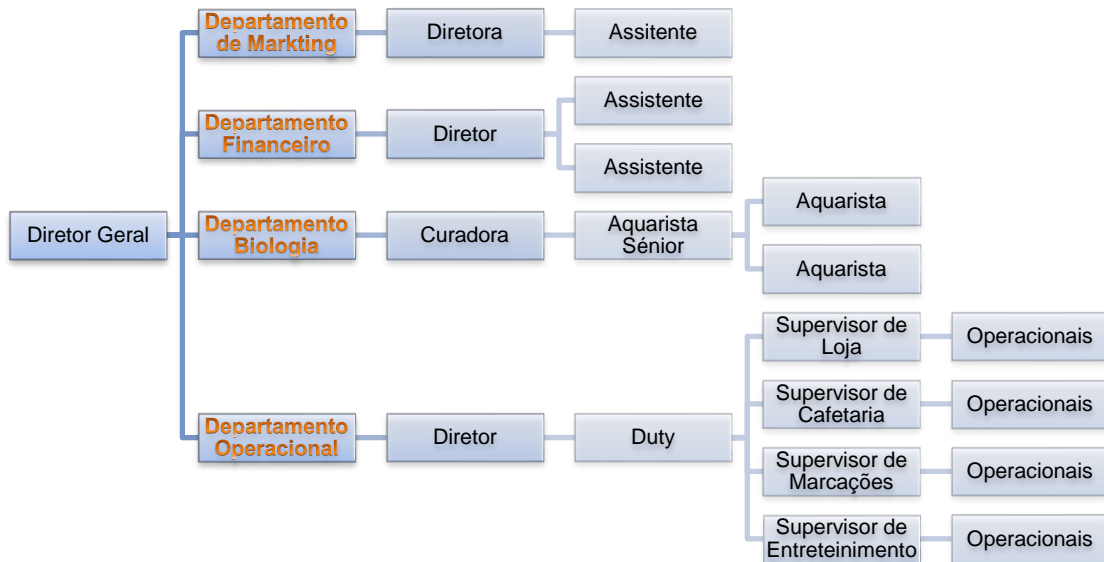 Departamento
de Markting
Diretora
Assitente
Departamento
Financeiro
Diretor
Assistente
Assistente
Diretor Geral
Departamento
Biologia
Curadora
Aquarista
Sénior
Aquarista
Aquarista
Departamento
Operacional
Diretor
Duty
Supervisor de
Loja
Operacionais
Supervisor de
Cafetaria
Operacionais
Supervisor de
Marcações
Operacionais
Supervisor de
Entreteinimento
Operacionais